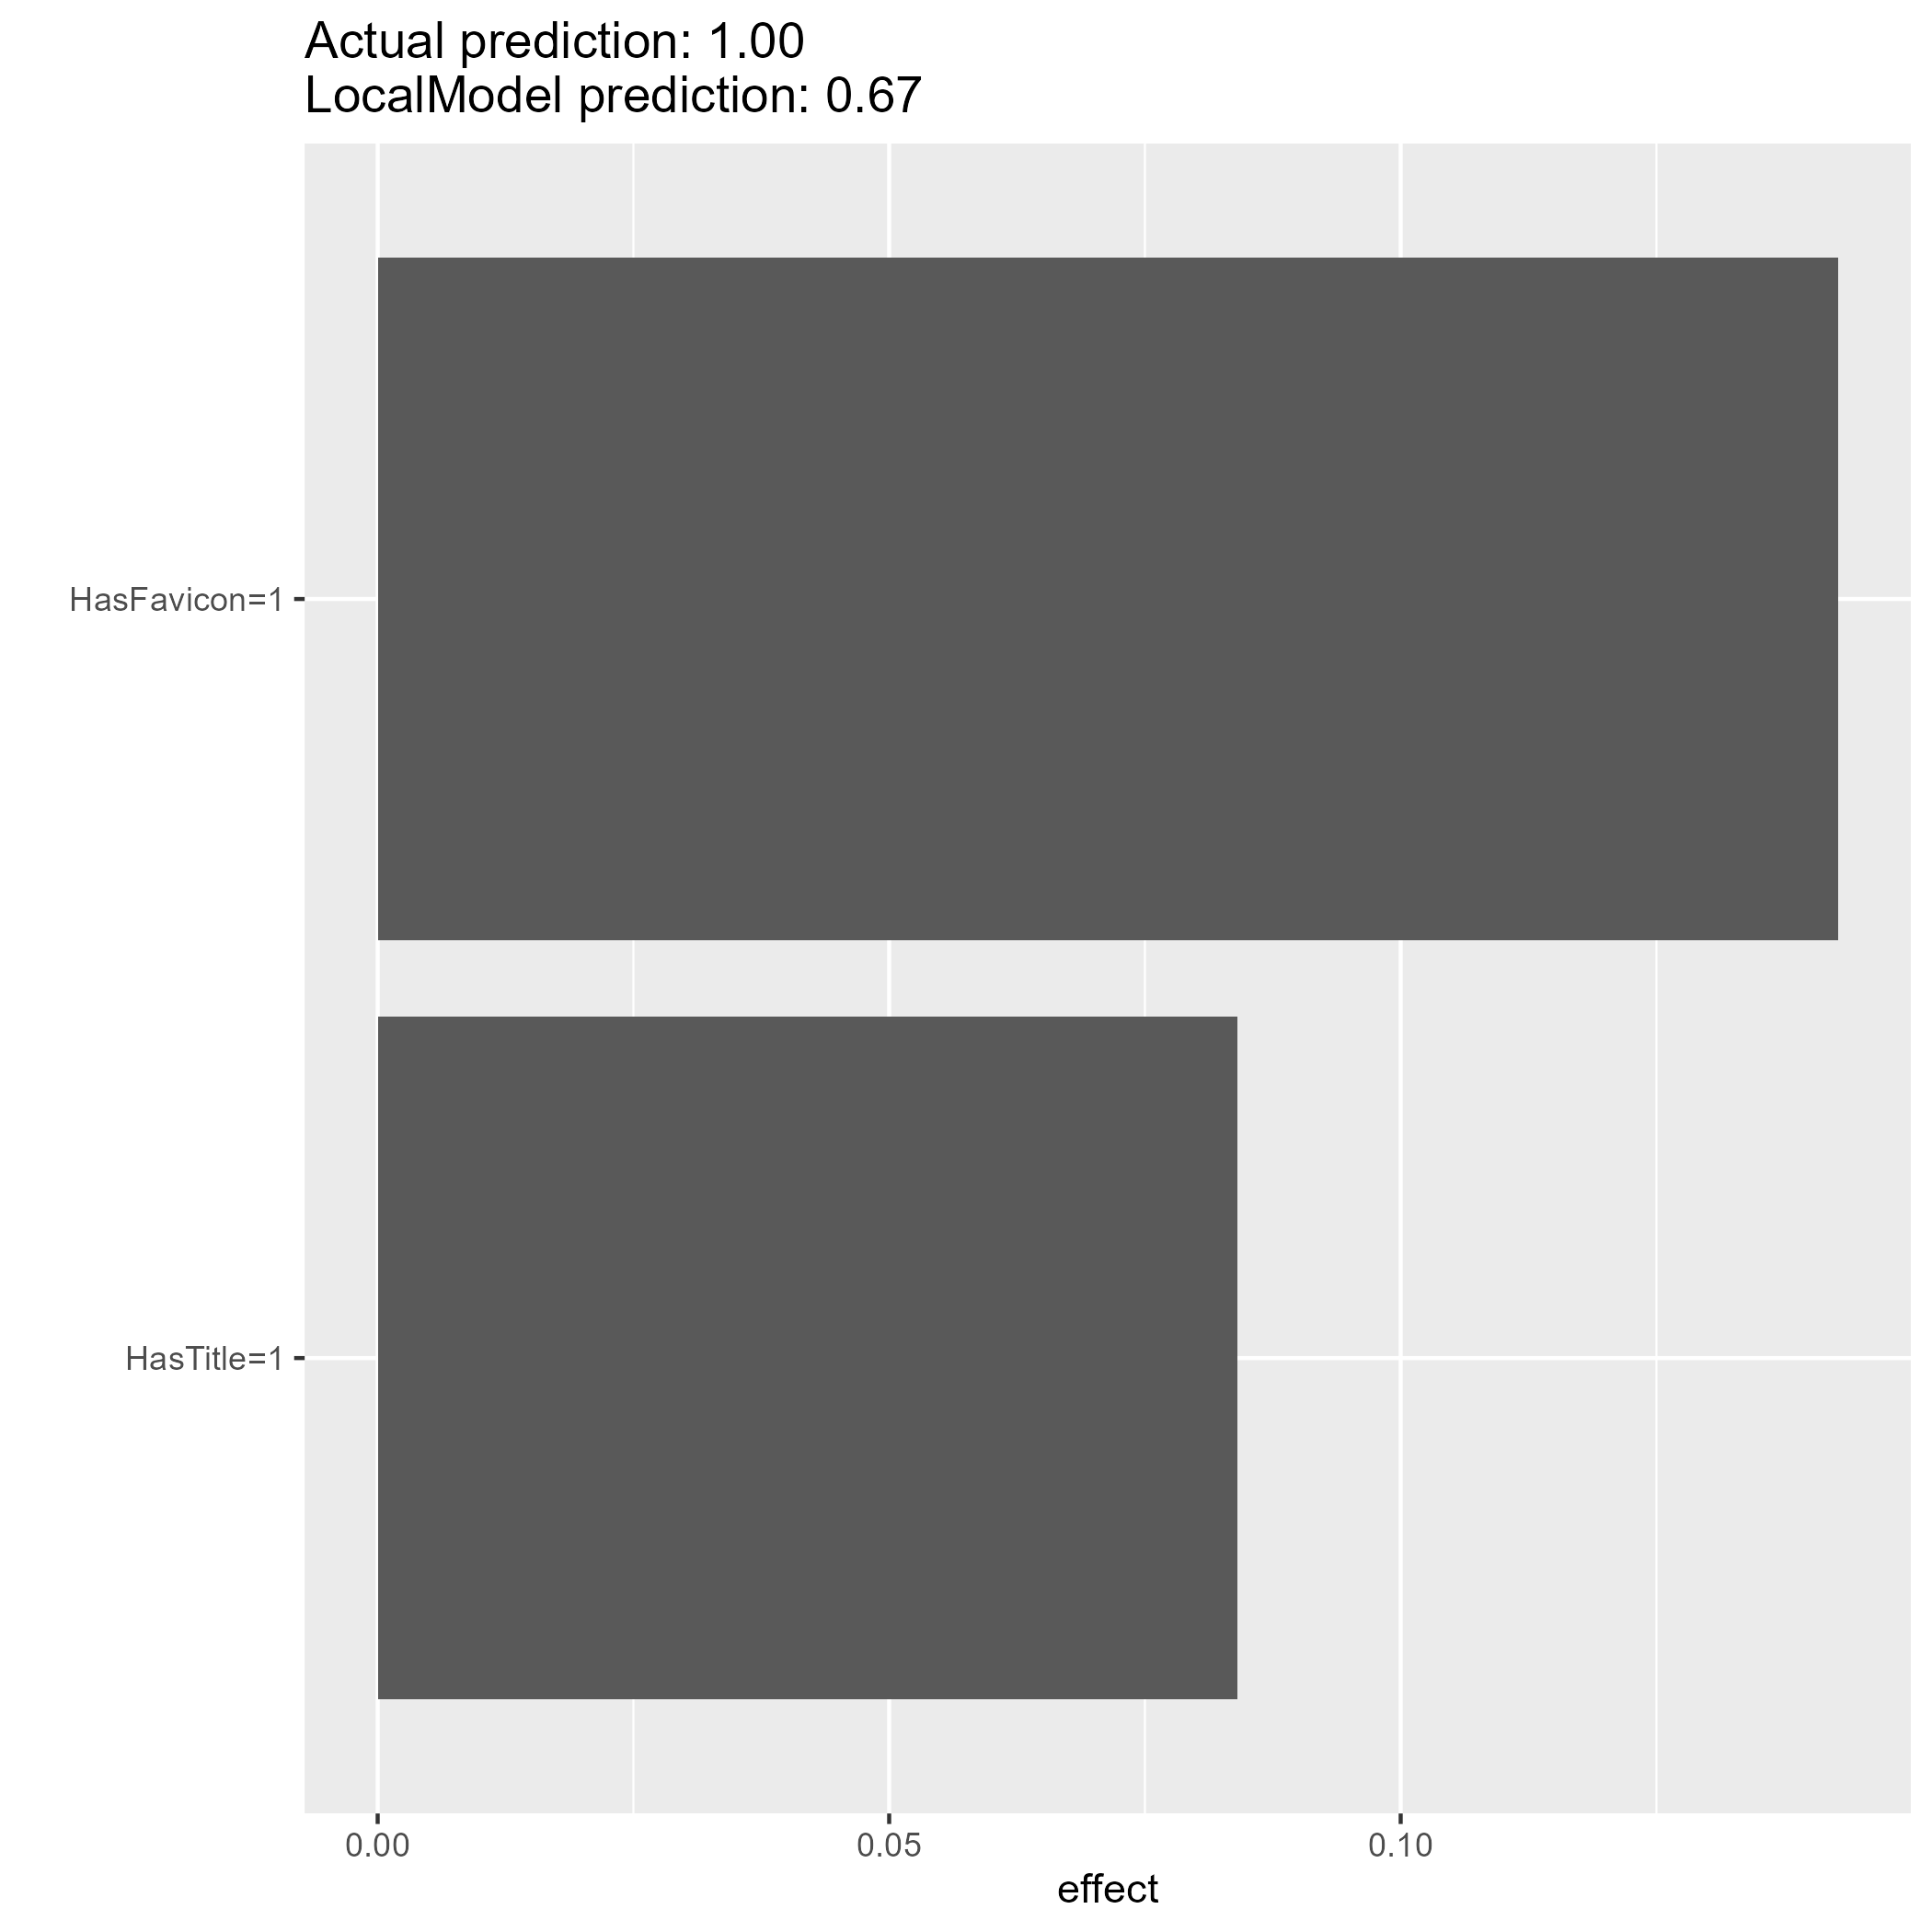 Actual prediction: 1.00
LocalModel prediction: 0.67
HasFavicon=1
HasTitle=1
0.00 0.05 0.10
effect